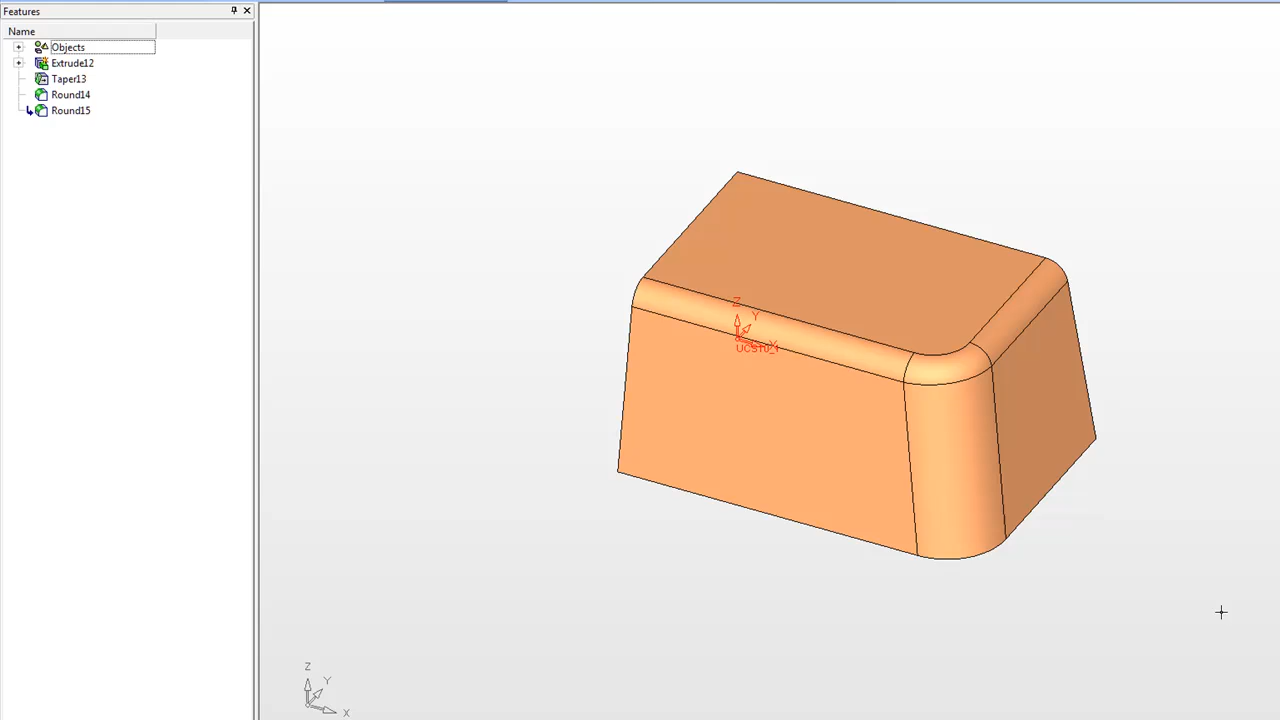 Features
Name
Objects
Extrude12
Taper13
Round14
Round15
Z
Y
X
Z
Y
X